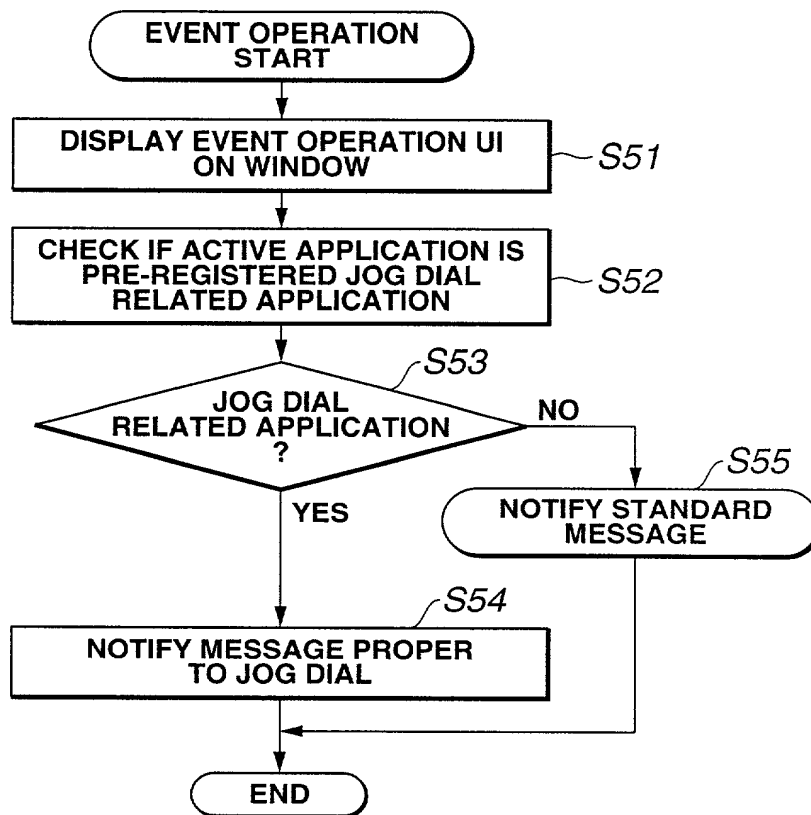 EVENT OPERATION
START
DISPLAY EVENT OPERATION UI
ON WINDOW
S51
CHECK IF ACTIVE APPLICATION IS
PRE-REGISTERED JOG DIAL
RELATED APPLICATION
S52
S53
JOG DIAL
RELATED APPLICATION
?
NO
YES
S55
NOTIFY STANDARD
MESSAGE
S54
NOTIFY MESSAGE PROPER
TO JOG DIAL
END